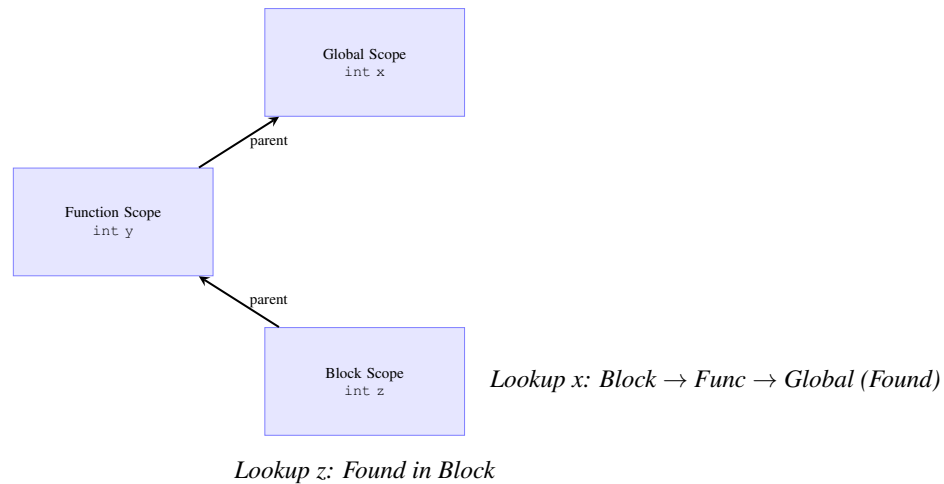 Global Scope
int x
parent
Function Scope
int y
parent
Block Scope
int z
Lookup x: Block → Func → Global (Found)
Lookup z: Found in Block